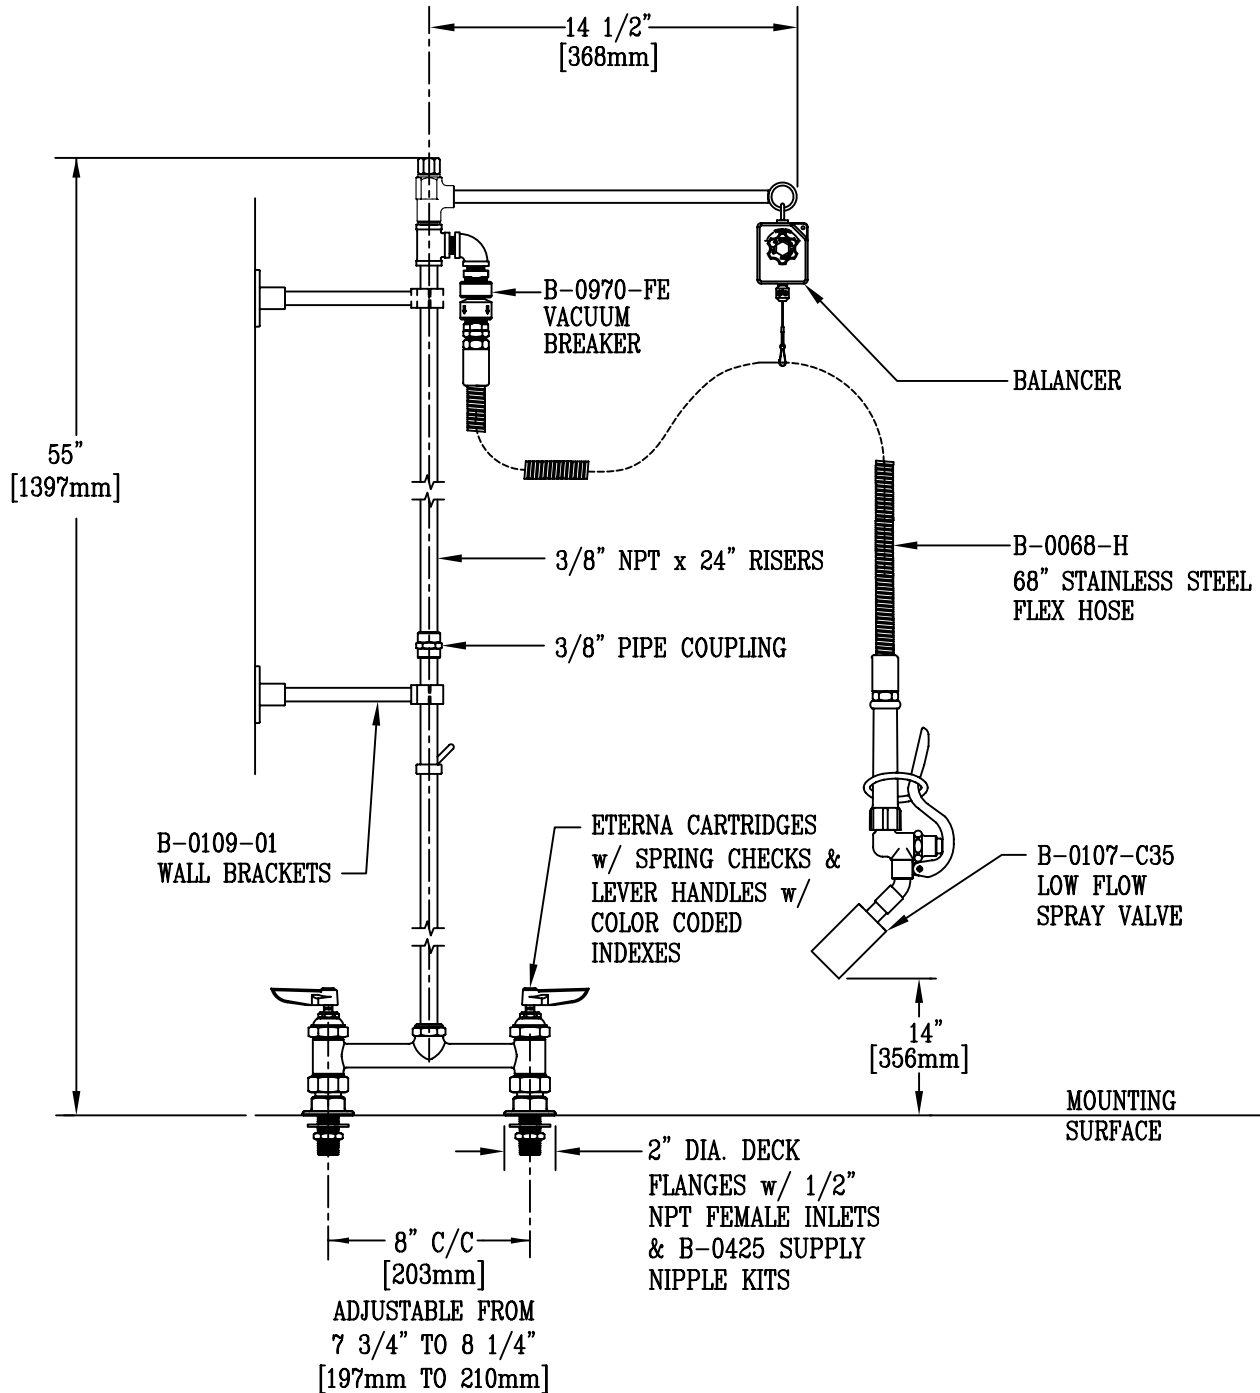 14 1/2"
[368mm]
B-0970-FE
VACUUM
BREAKER
BALANCER
55"
[1397mm]
3/8" NPT x 24" RISERS
B-0068-H
68" STAINLESS STEEL
FLEX HOSE
3/8" PIPE COUPLING
B-0109-01
WALL BRACKETS
ETERNA CARTRIDGES
w/ SPRING CHECKS &
LEVER HANDLES w/
COLOR CODED
INDEXES
B-0107-C35
LOW FLOW
SPRAY VALVE
14"
[356mm]
MOUNTING
SURFACE
2" DIA. DECK
FLANGES w/ 1/2"
NPT FEMALE INLETS
& B-0425 SUPPLY
NIPPLE KITS
8" C/C
[203mm]
ADJUSTABLE FROM
7 3/4" TO 8 1/4"
[197mm TO 210mm]